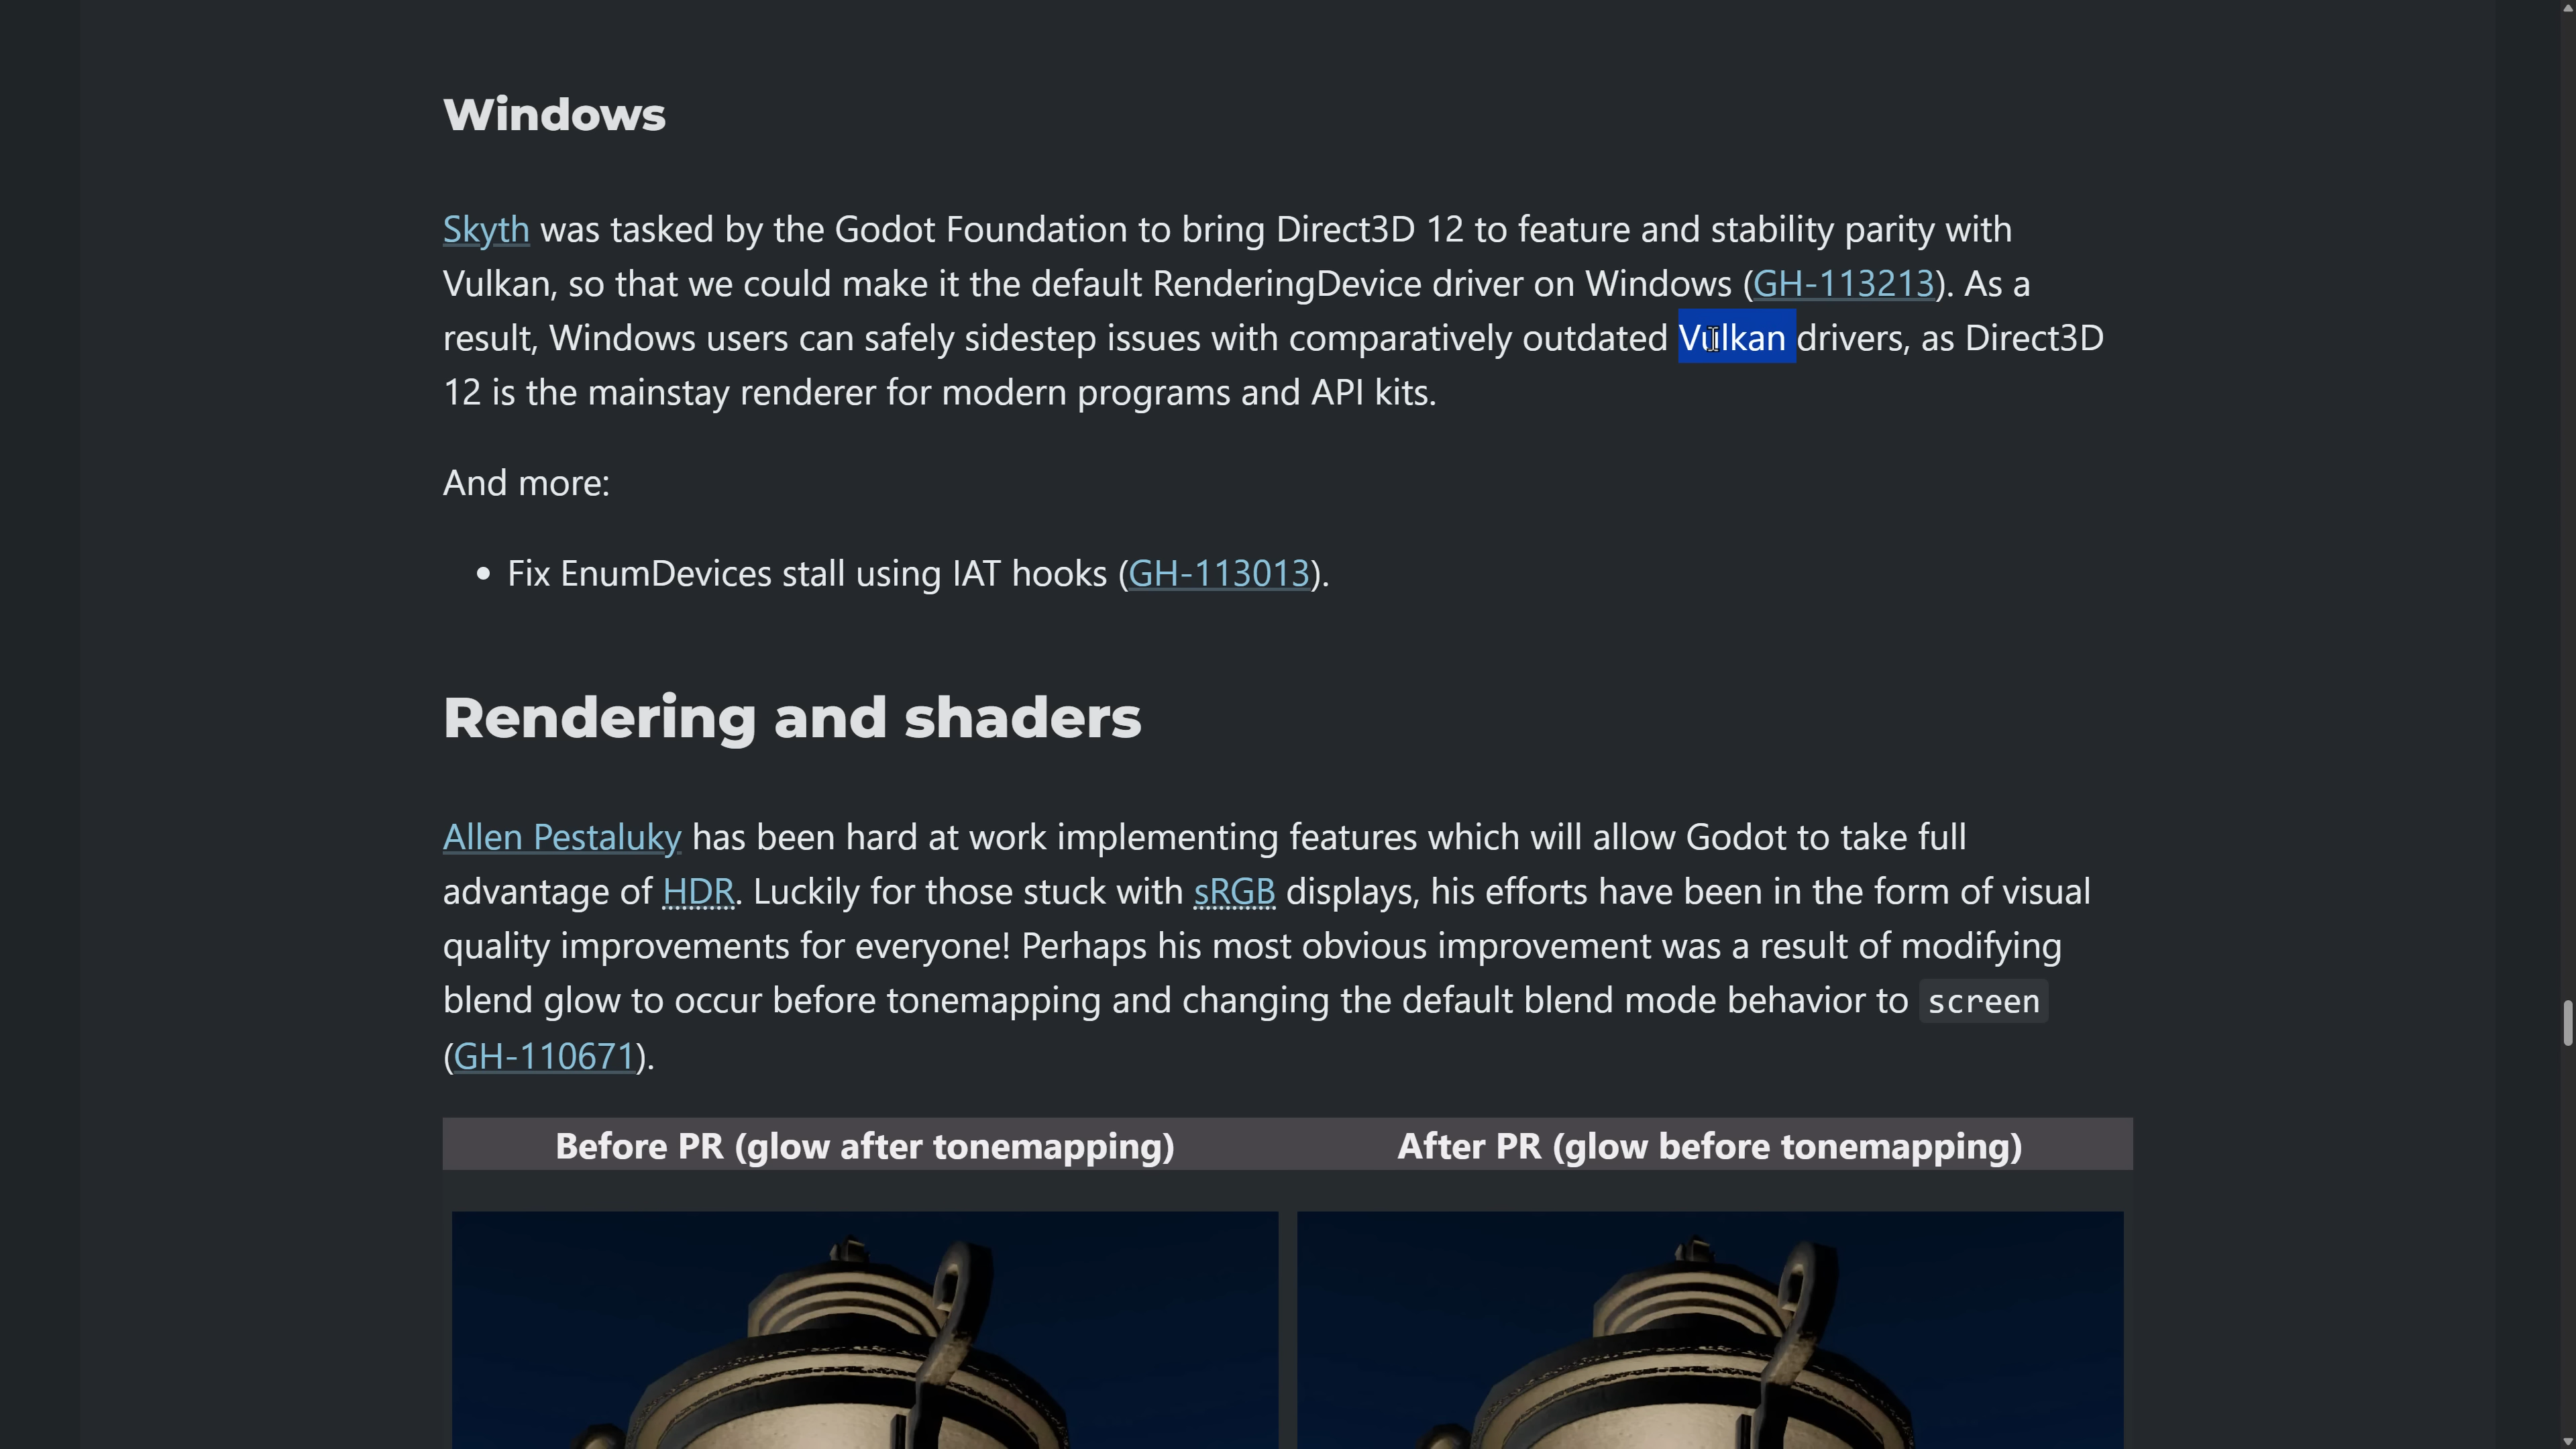 Windows
Skyth was tasked by the Godot Foundation to bring Direct3D 12 to feature and stability parity with
Vulkan, so that we could make it the default RenderingDevice driver on Windows (GH-113213). As a
result, Windows users can safely sidestep issues with comparatively outdated Vulkan drivers, as Direct3D
12 is the mainstay renderer for modern programs and API kits.
And more:
• Fix EnumDevices stall using IAT hooks (GH-113013).
Rendering and shaders
Allen Pestaluky has been hard at work implementing features which will allow Godot to take full
advantage of HDR. Luckily for those stuck with sRGB displays, his efforts have been in the form of visual
quality improvements for everyone! Perhaps his most obvious improvement was a result of modifying
blend glow to occur before tonemapping and changing the default blend mode behavior to screen
(GH-110671).
Before PR (glow after tonemapping) After PR (glow before tonemapping)